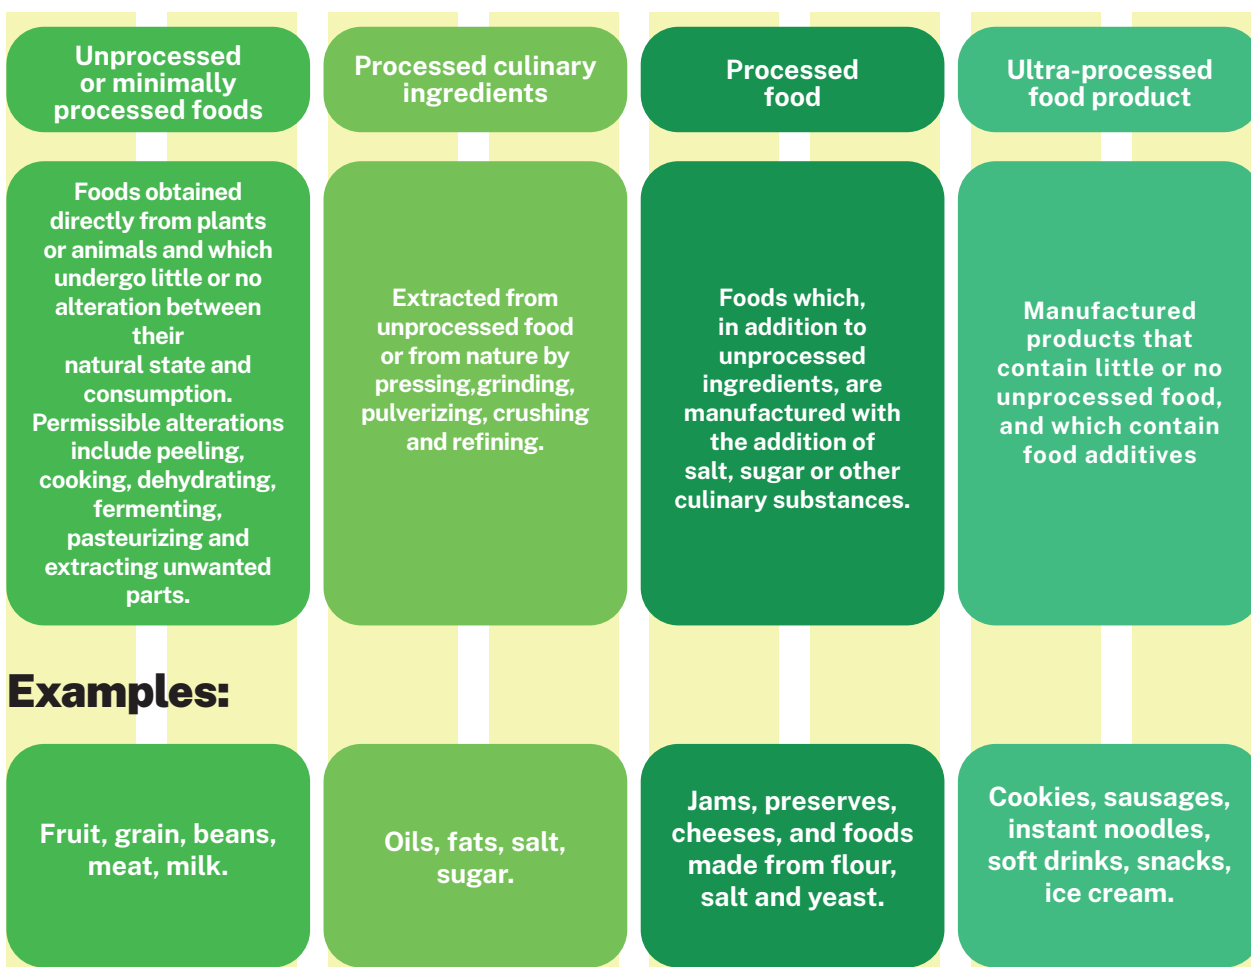 Unprocessed
or minimally
processed foods
Processed culinary
ingredients
Processed
food
Ultra-processed
food product
Foods obtained
directly from plants
or animals and which
undergo little or no
alteration between
their
natural state and
consumption.
Permissible alterations
include peeling,
cooking, dehydrating,
fermenting,
pasteurizing and
extracting unwanted
parts.
Extracted from
unprocessed food
or from nature by
pressing,grinding,
pulverizing, crushing
and refining.
Foods which,
in addition to
unprocessed
ingredients, are
manufactured with
the addition of
salt, sugar or other
culinary substances.
Manufactured
products that
contain little or no
unprocessed food,
and which contain
food additives
Examples:
Fruit, grain, beans,
meat, milk.
Oils, fats, salt,
sugar.
Jams, preserves,
cheeses, and foods
made from flour,
salt and yeast.
Cookies, sausages,
instant noodles,
soft drinks, snacks,
ice cream.